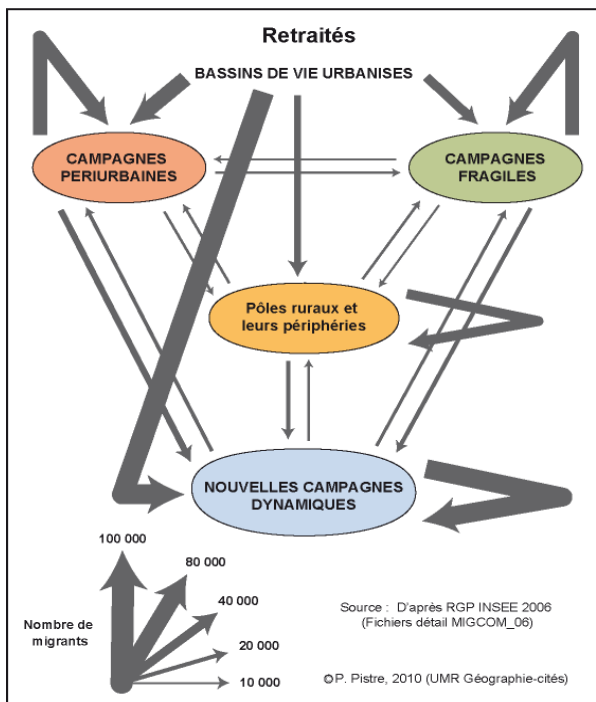 Retraités
BASSINS DE VIE URBANISES
CAMPAGNES
PERIURBAINES
CAMPAGNES
FRAGILES
Pôles ruraux et
leurs périphéries
NOUVELLES CAMPAGNES
DYNAMIQUES
100 000
80 000
40 000
20 000
10 000
Nombre de
migrants
Source : D'après RGP INSEE 2006
(Fichiers détail MIGCOM_06)
©P. Pistre, 2010 (UMR Géographie-cités)